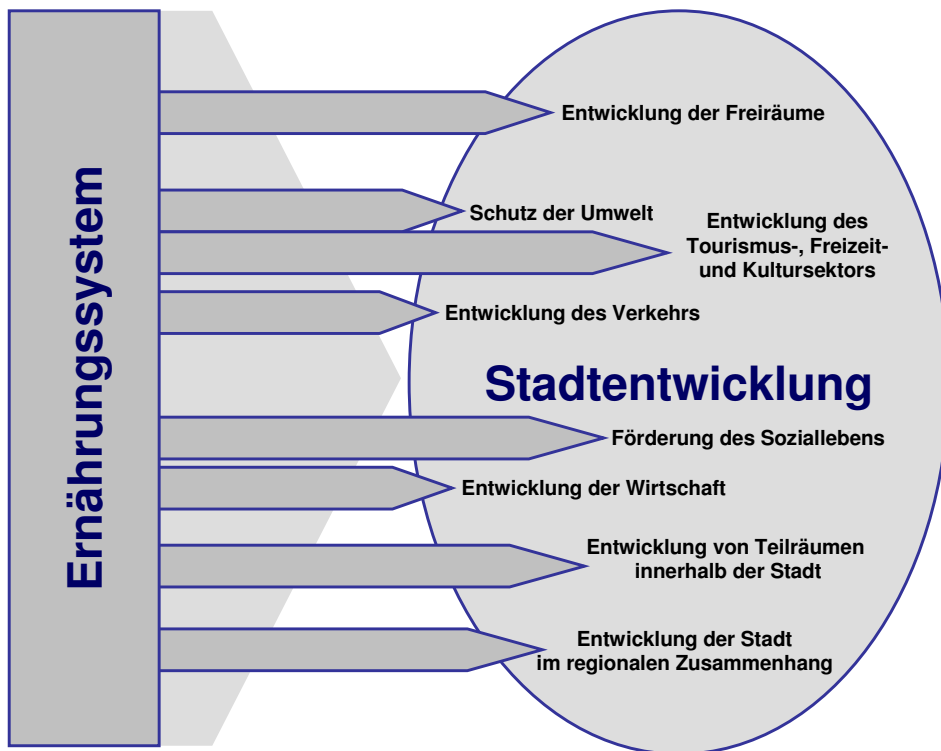 Ernährungssystem
Entwicklung der Freiräume
Schutz der Umwelt
Entwicklung des
Tourismus-, Freizeit-
und Kultursektors
Entwicklung des Verkehrs
Stadtentwicklung
Förderung des Soziallebens
Entwicklung der Wirtschaft
Entwicklung von Teilräumen
innerhalb der Stadt
Entwicklung der Stadt
im regionalen Zusammenhang